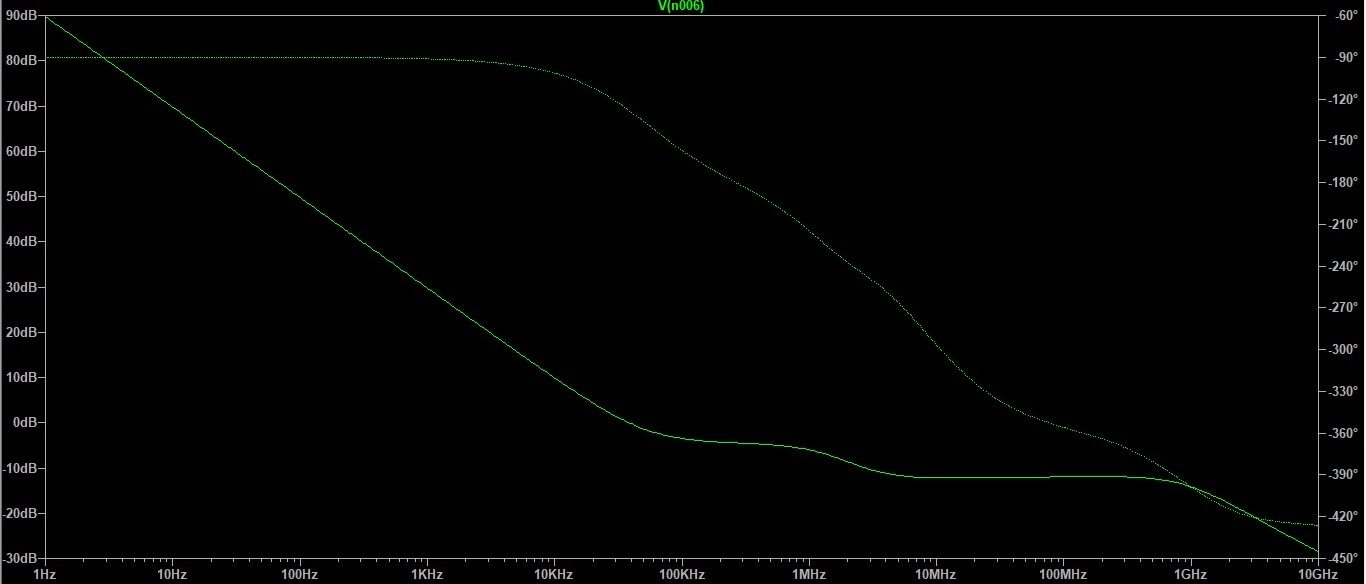 V(n006)
90dB
80dB
70dB
60dB
50dB
40dB
30dB
20dB
10dB
0dB
-10dB
-20dB
-30dB
-60°
-90°
-120°
-150°
-180°
-210°
-240°
-270°
-300°
-330°
-360°
-390°
-420°
-450°
1Hz 10Hz 100Hz 1KHz 10KHz 100KHz 1MHz 10MHz 100MHz 1GHz 10GHz